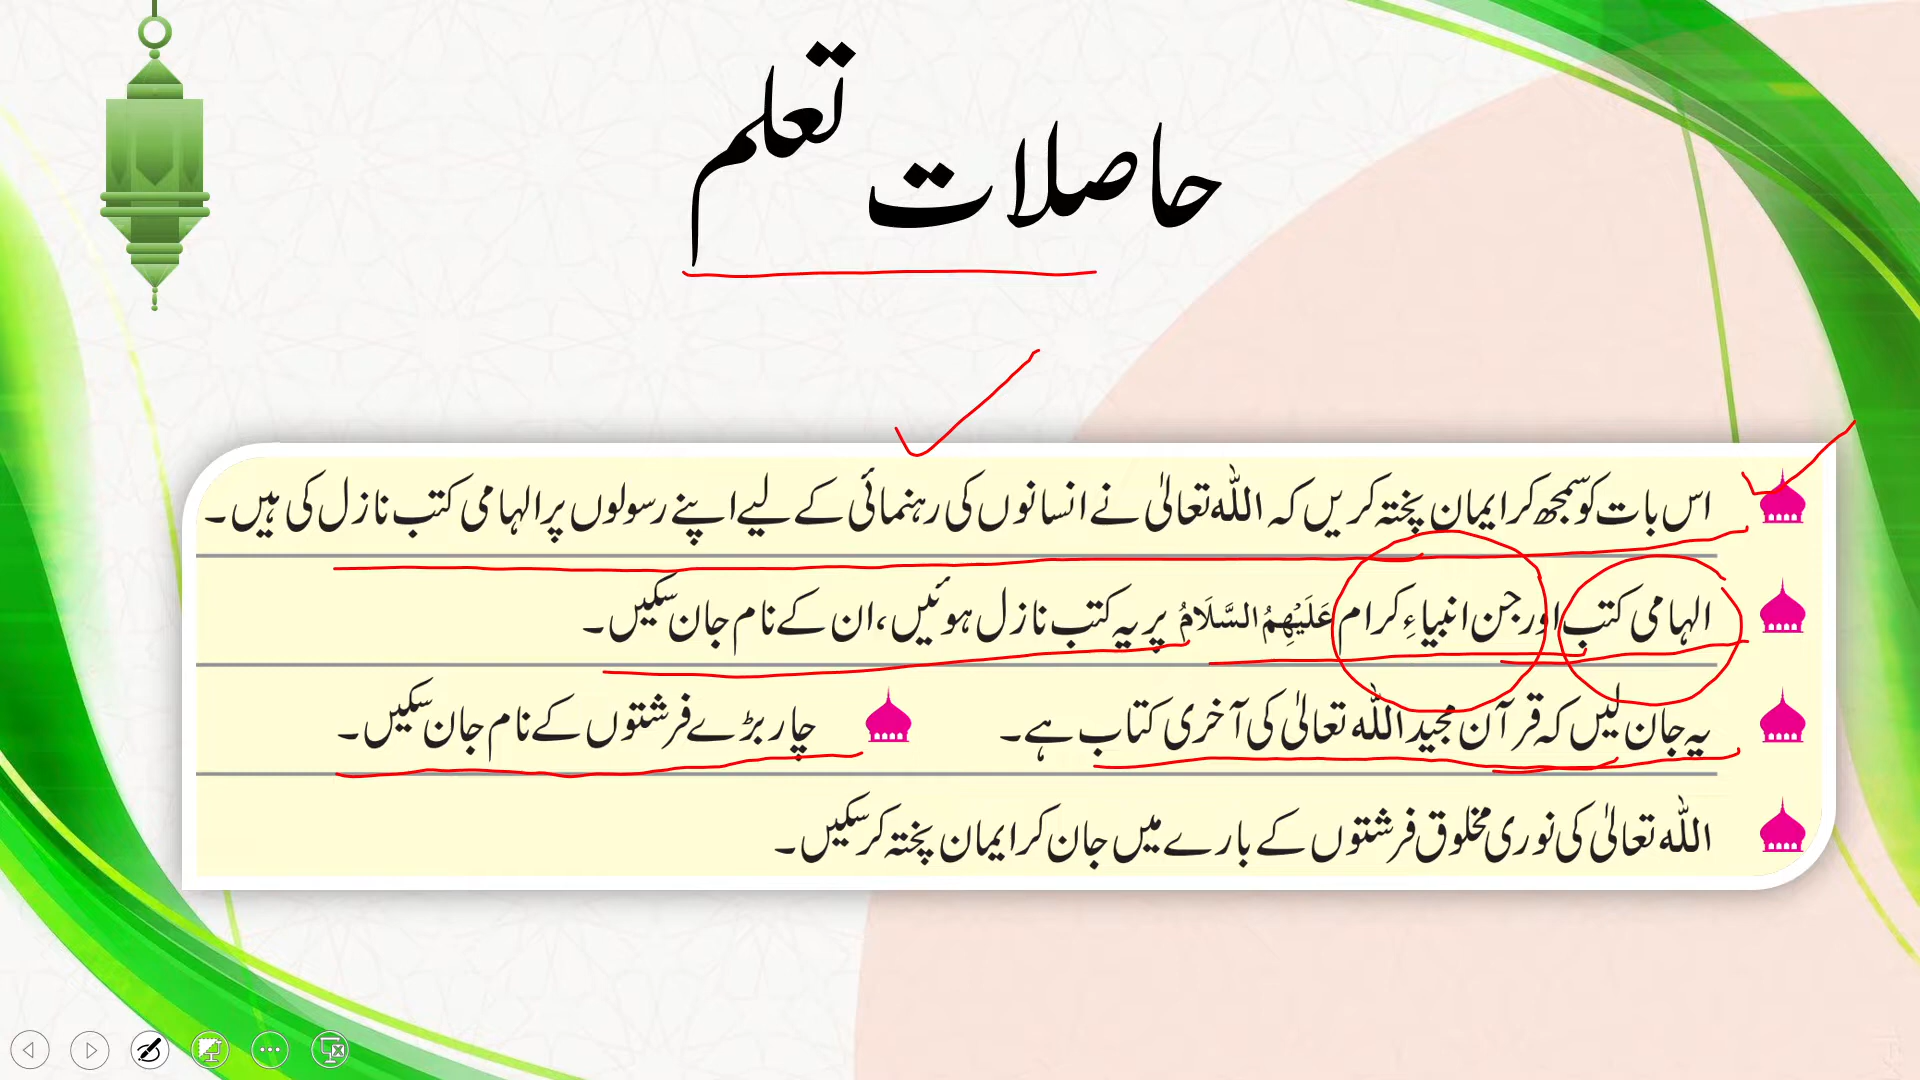 حاصلات تعلم
اس بات کو سمجھ کر ایمان پختہ کریں کہ اللہ تعالیٰ نے انسانوں کی رہنمائی کے لیے اپنے رسولوں پر الہامی کتب نازل کی ہیں۔
الہامی کتب اور جن انبیاءِ کرام عَلَيْهِمُ السَّلَامُ پر یہ کتب نازل ہوئیں، ان کے نام جان سکیں۔
یہ جان لیں کہ قرآن مجید اللہ تعالیٰ کی آخری کتاب ہے۔ چار بڑے فرشتوں کے نام جان سکیں۔
اللہ تعالیٰ کی نوری مخلوق فرشتوں کے بارے میں جان کر ایمان پختہ کر سکیں۔